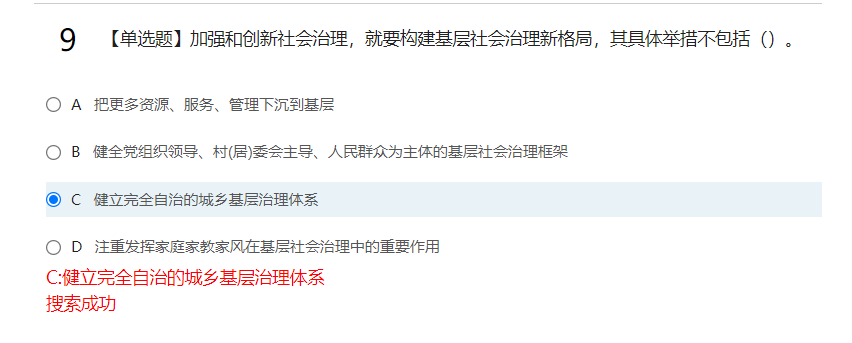 9 【单选题】加强和创新社会治理，就要构建基层社会治理新格局，其具体举措不包括（）。
A 把更多资源、服务、管理下沉到基层
B 健全党组织领导、村(居)委会主导、人民群众为主体的基层社会治理框架
C 健立完全自治的城乡基层治理体系
D 注重发挥家庭家教家风在基层社会治理中的重要作用
C:健立完全自治的城乡基层治理体系
搜索成功